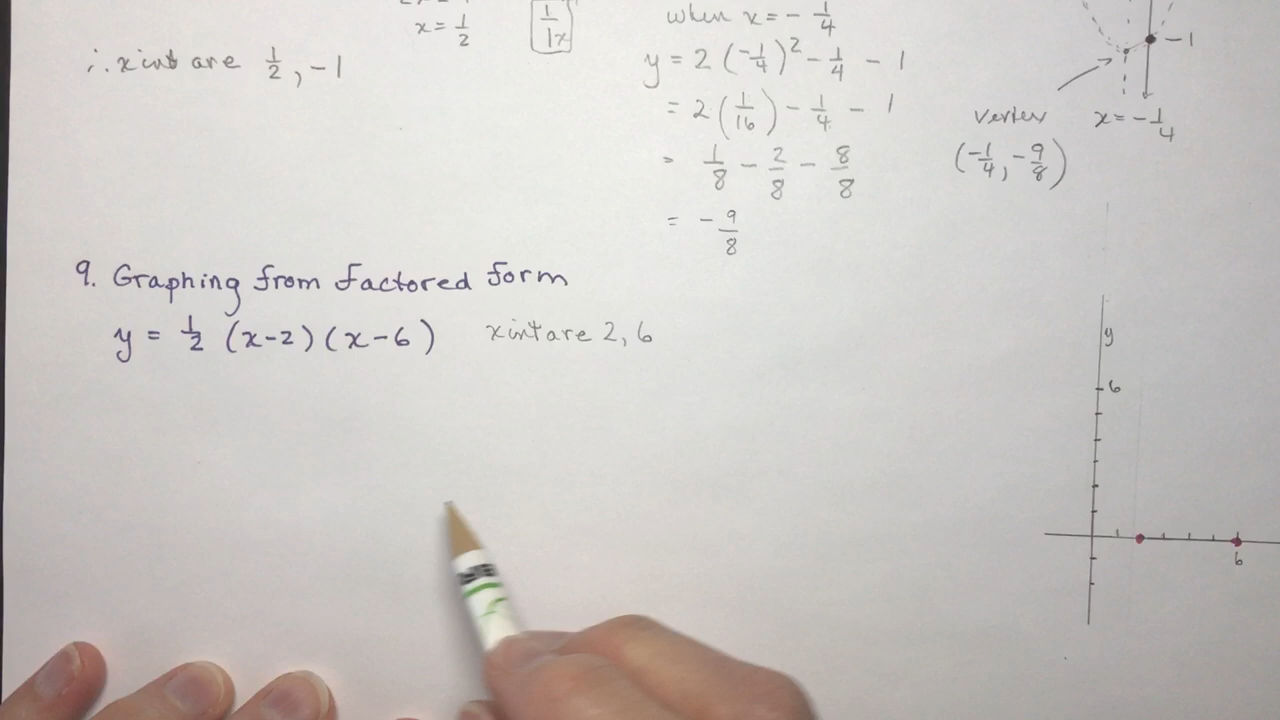 x = 1/2
1
1x
∴ x int are 1/2, -1
when x = - 1/4
y = 2 (-1/4)² - 1/4 - 1
= 2 (1/16) - 1/4 - 1
= 1/8 - 2/8 - 8/8
= - 9/8
-1
vertex
x = - 1/4
(-1/4, -9/8)
9. Graphing from factored form
y = 1/2 (x-2)(x-6)
x int are 2, 6
y
6
6